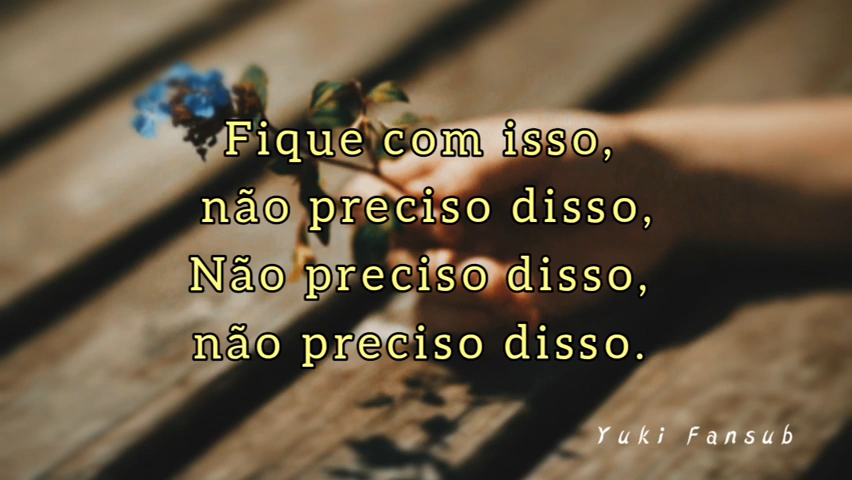 Fique com isso,
não preciso disso,
Não preciso disso,
não preciso disso.
Yuki Fansub